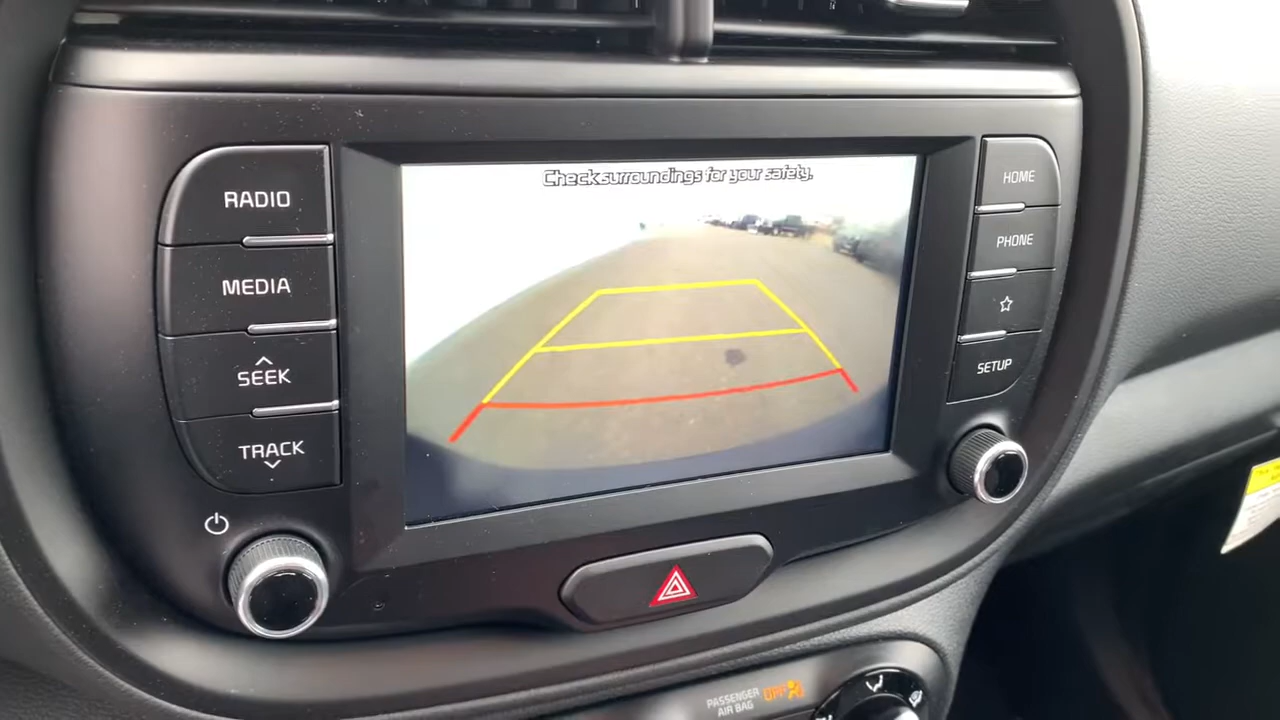 Check surroundings for your safety.
RADIO
MEDIA
SEEK
TRACK
HOME
PHONE
SETUP
PASSENGER
AIR BAG
OFF